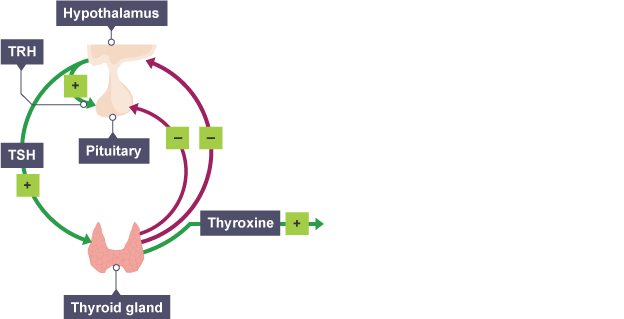 Hypothalamus
TRH
+
Pituitary
− −
TSH
+
Thyroxine +
Thyroid gland